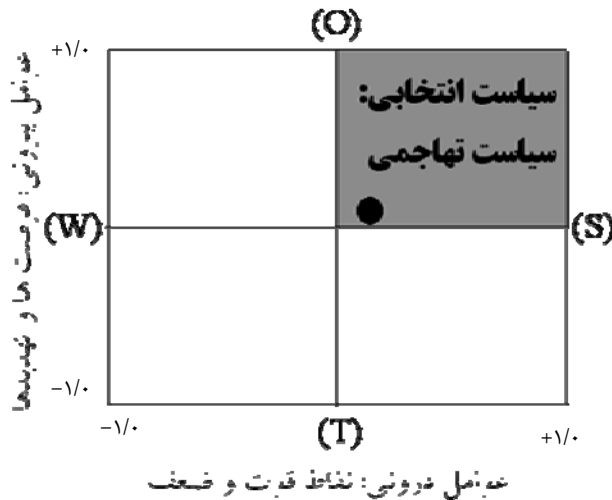 (O)
+۱/۰
سیاست انتخابی:
سیاست تهاجمی
عوامل بیرونی: فرصت ها و تهدیدها
(W)
(S)
-۱/۰
-۱/۰
(T)
+۱/۰
عوامل درونی: نقاط قوت و ضعف